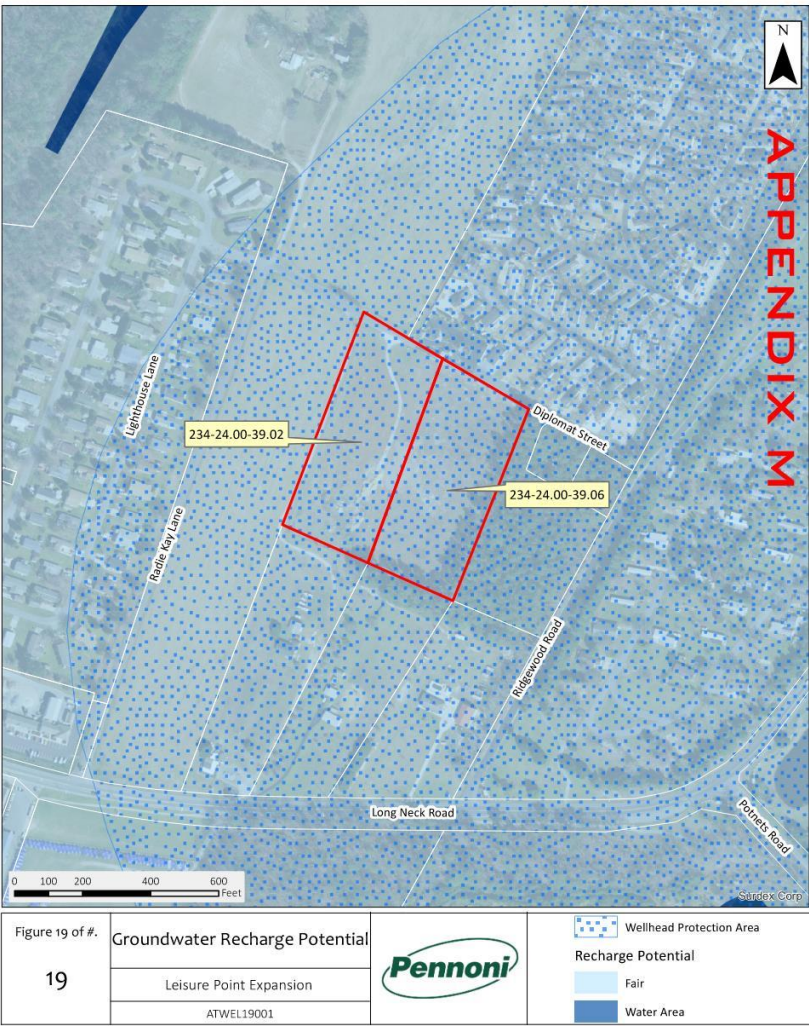 N
APPENDIX M
Lighthouse Lane
234-24.00-39.02
Diplomat Street
234-24.00-39.06
Radie Kay Lane
Ridgewood Road
Long Neck Road
Potnets Road
0 100 200 400 600
Feet
Surdex Corp
Figure 19 of #.
19
Groundwater Recharge Potential
Leisure Point Expansion
ATWEL19001
Pennoni
Wellhead Protection Area
Recharge Potential
Fair
Water Area